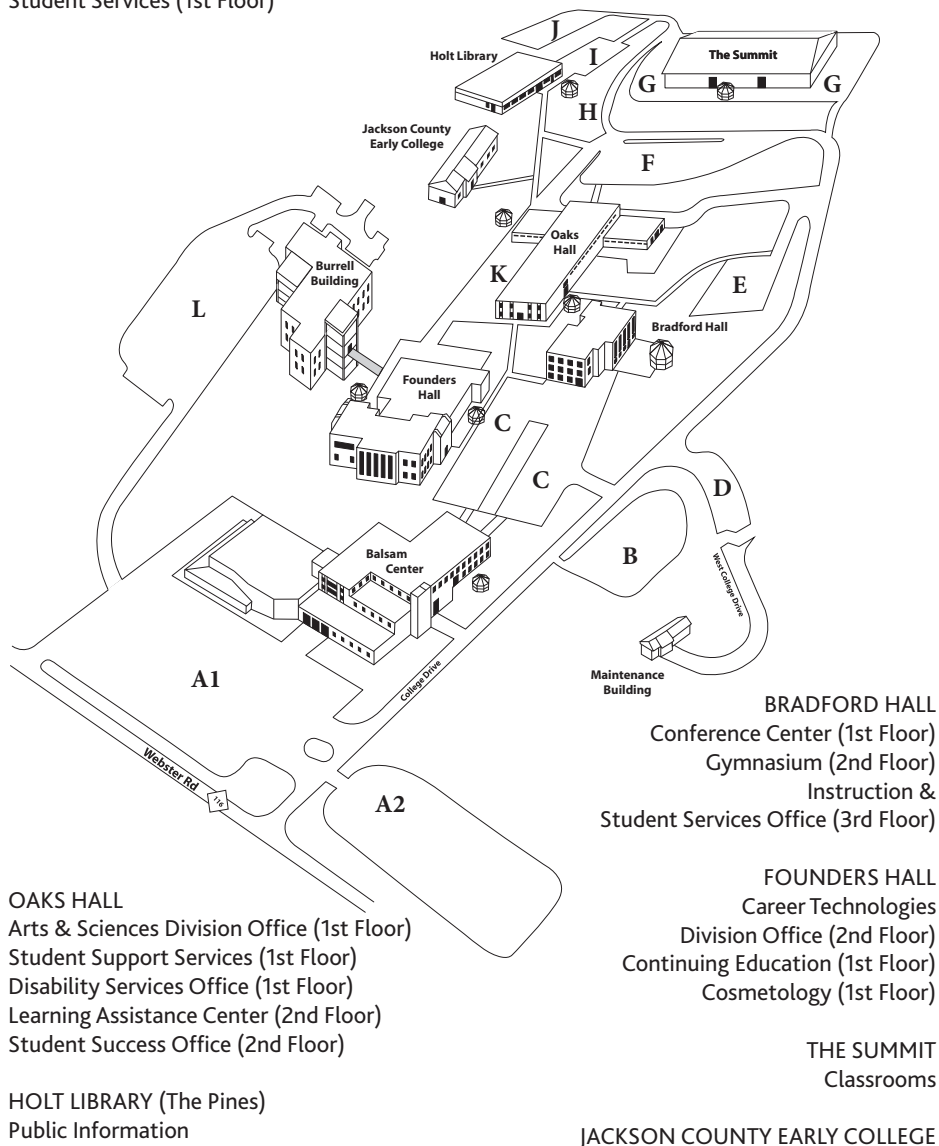 Student Services (1st Floor)
J
Holt Library
I
The Summit
G
G
H
Jackson County
Early College
F
Oaks
Hall
K
Burrell
Building
E
L
Bradford Hall
Founders
Hall
C
C
D
Balsam
Center
B
West College Drive
Maintenance
Building
A1
College Drive
Webster Rd
116
A2
BRADFORD HALL
Conference Center (1st Floor)
Gymnasium (2nd Floor)
Instruction &
Student Services Office (3rd Floor)
FOUNDERS HALL
Career Technologies
Division Office (2nd Floor)
Continuing Education (1st Floor)
Cosmetology (1st Floor)
THE SUMMIT
Classrooms
JACKSON COUNTY EARLY COLLEGE
OAKS HALL
Arts & Sciences Division Office (1st Floor)
Student Support Services (1st Floor)
Disability Services Office (1st Floor)
Learning Assistance Center (2nd Floor)
Student Success Office (2nd Floor)
HOLT LIBRARY (The Pines)
Public Information